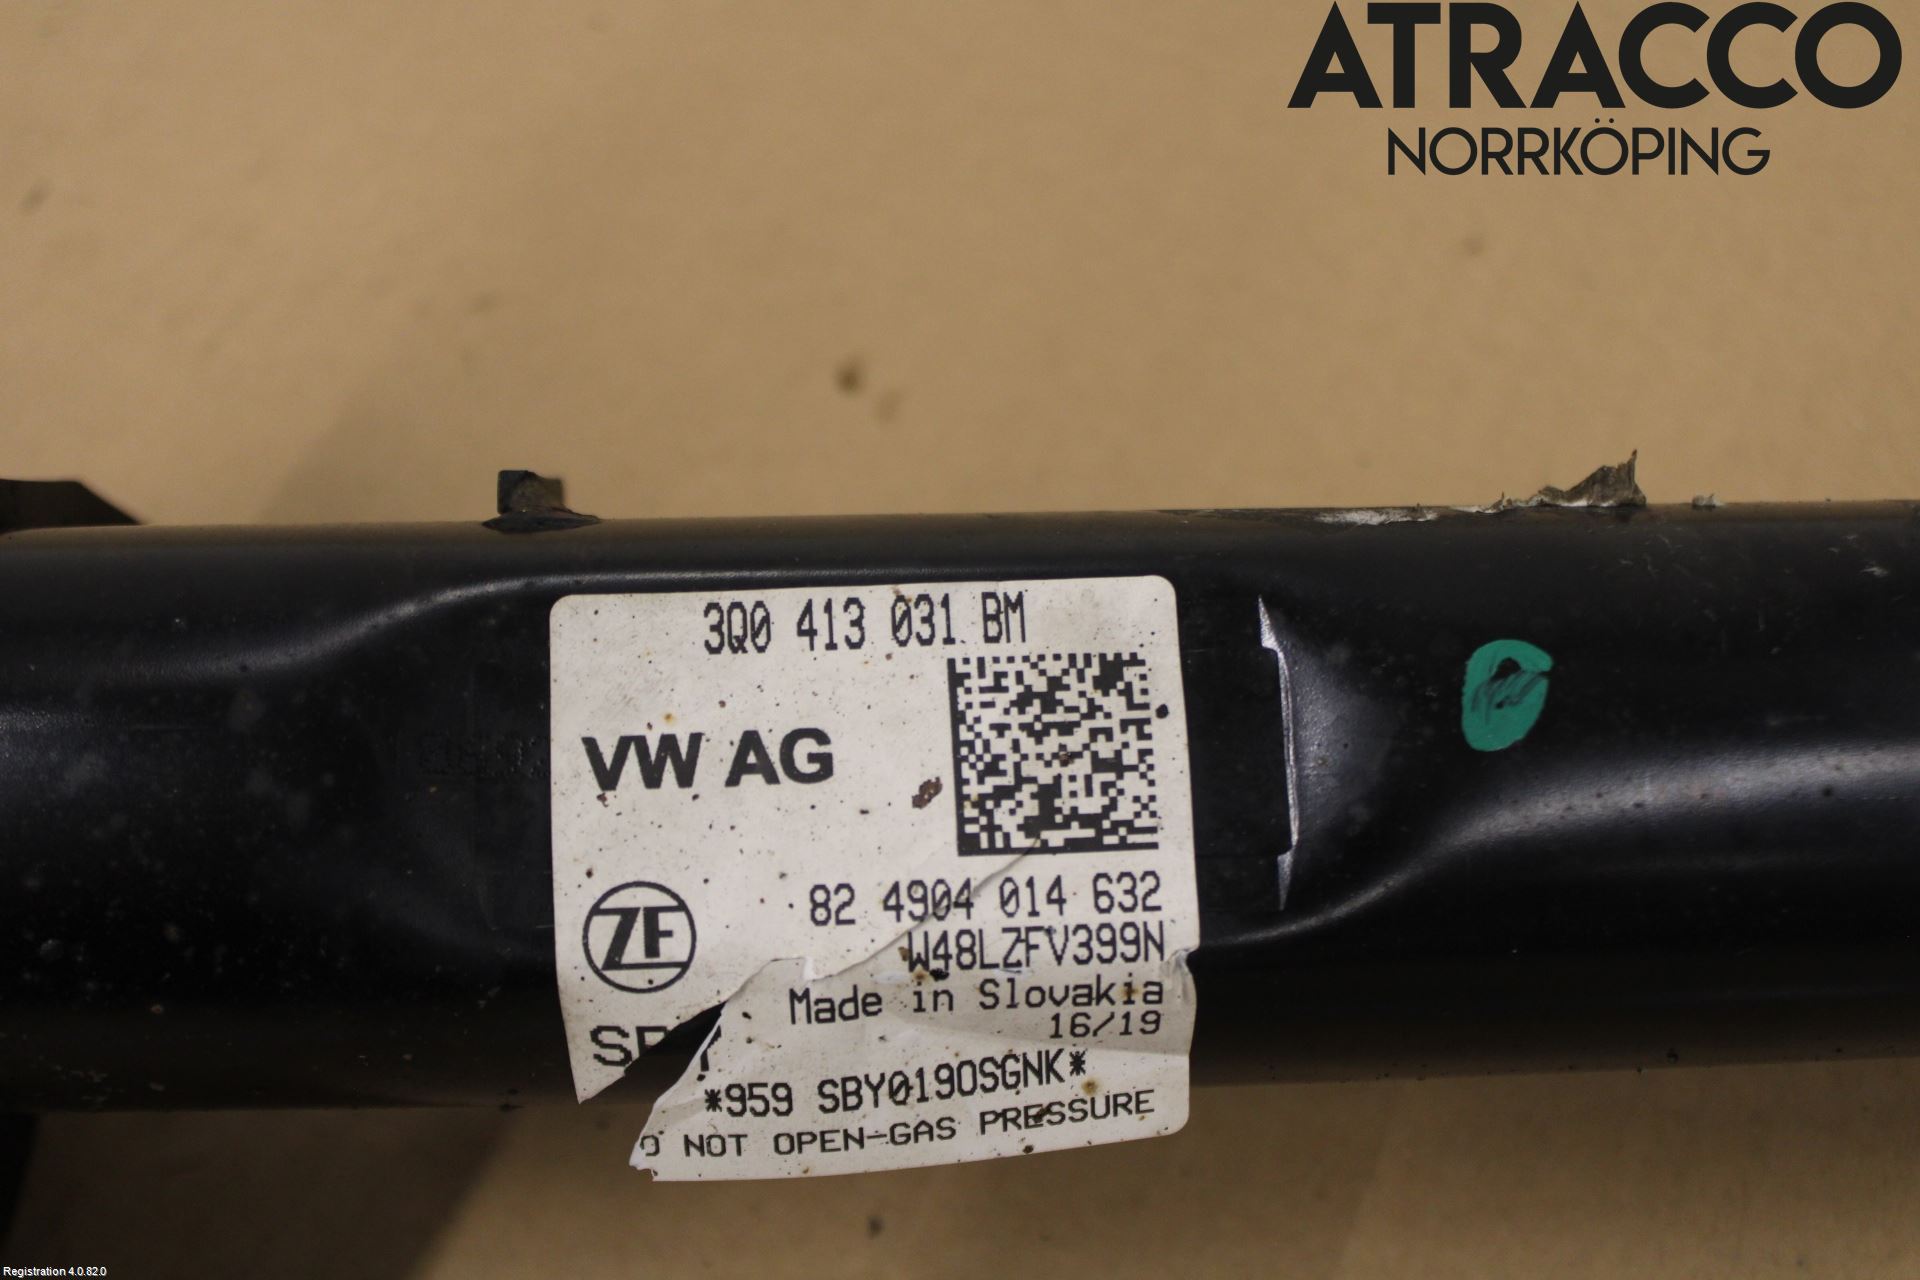 ATRACCO
NORRKÖPING
3Q0 413 031 BM
VW AG
82 4904 014 632
ZF
W48LZFV399N
Made in Slovakia
16/19
*959 SBY0190SGNK*
NOT OPEN-GAS PRESSURE
Registration 4.0.82.0